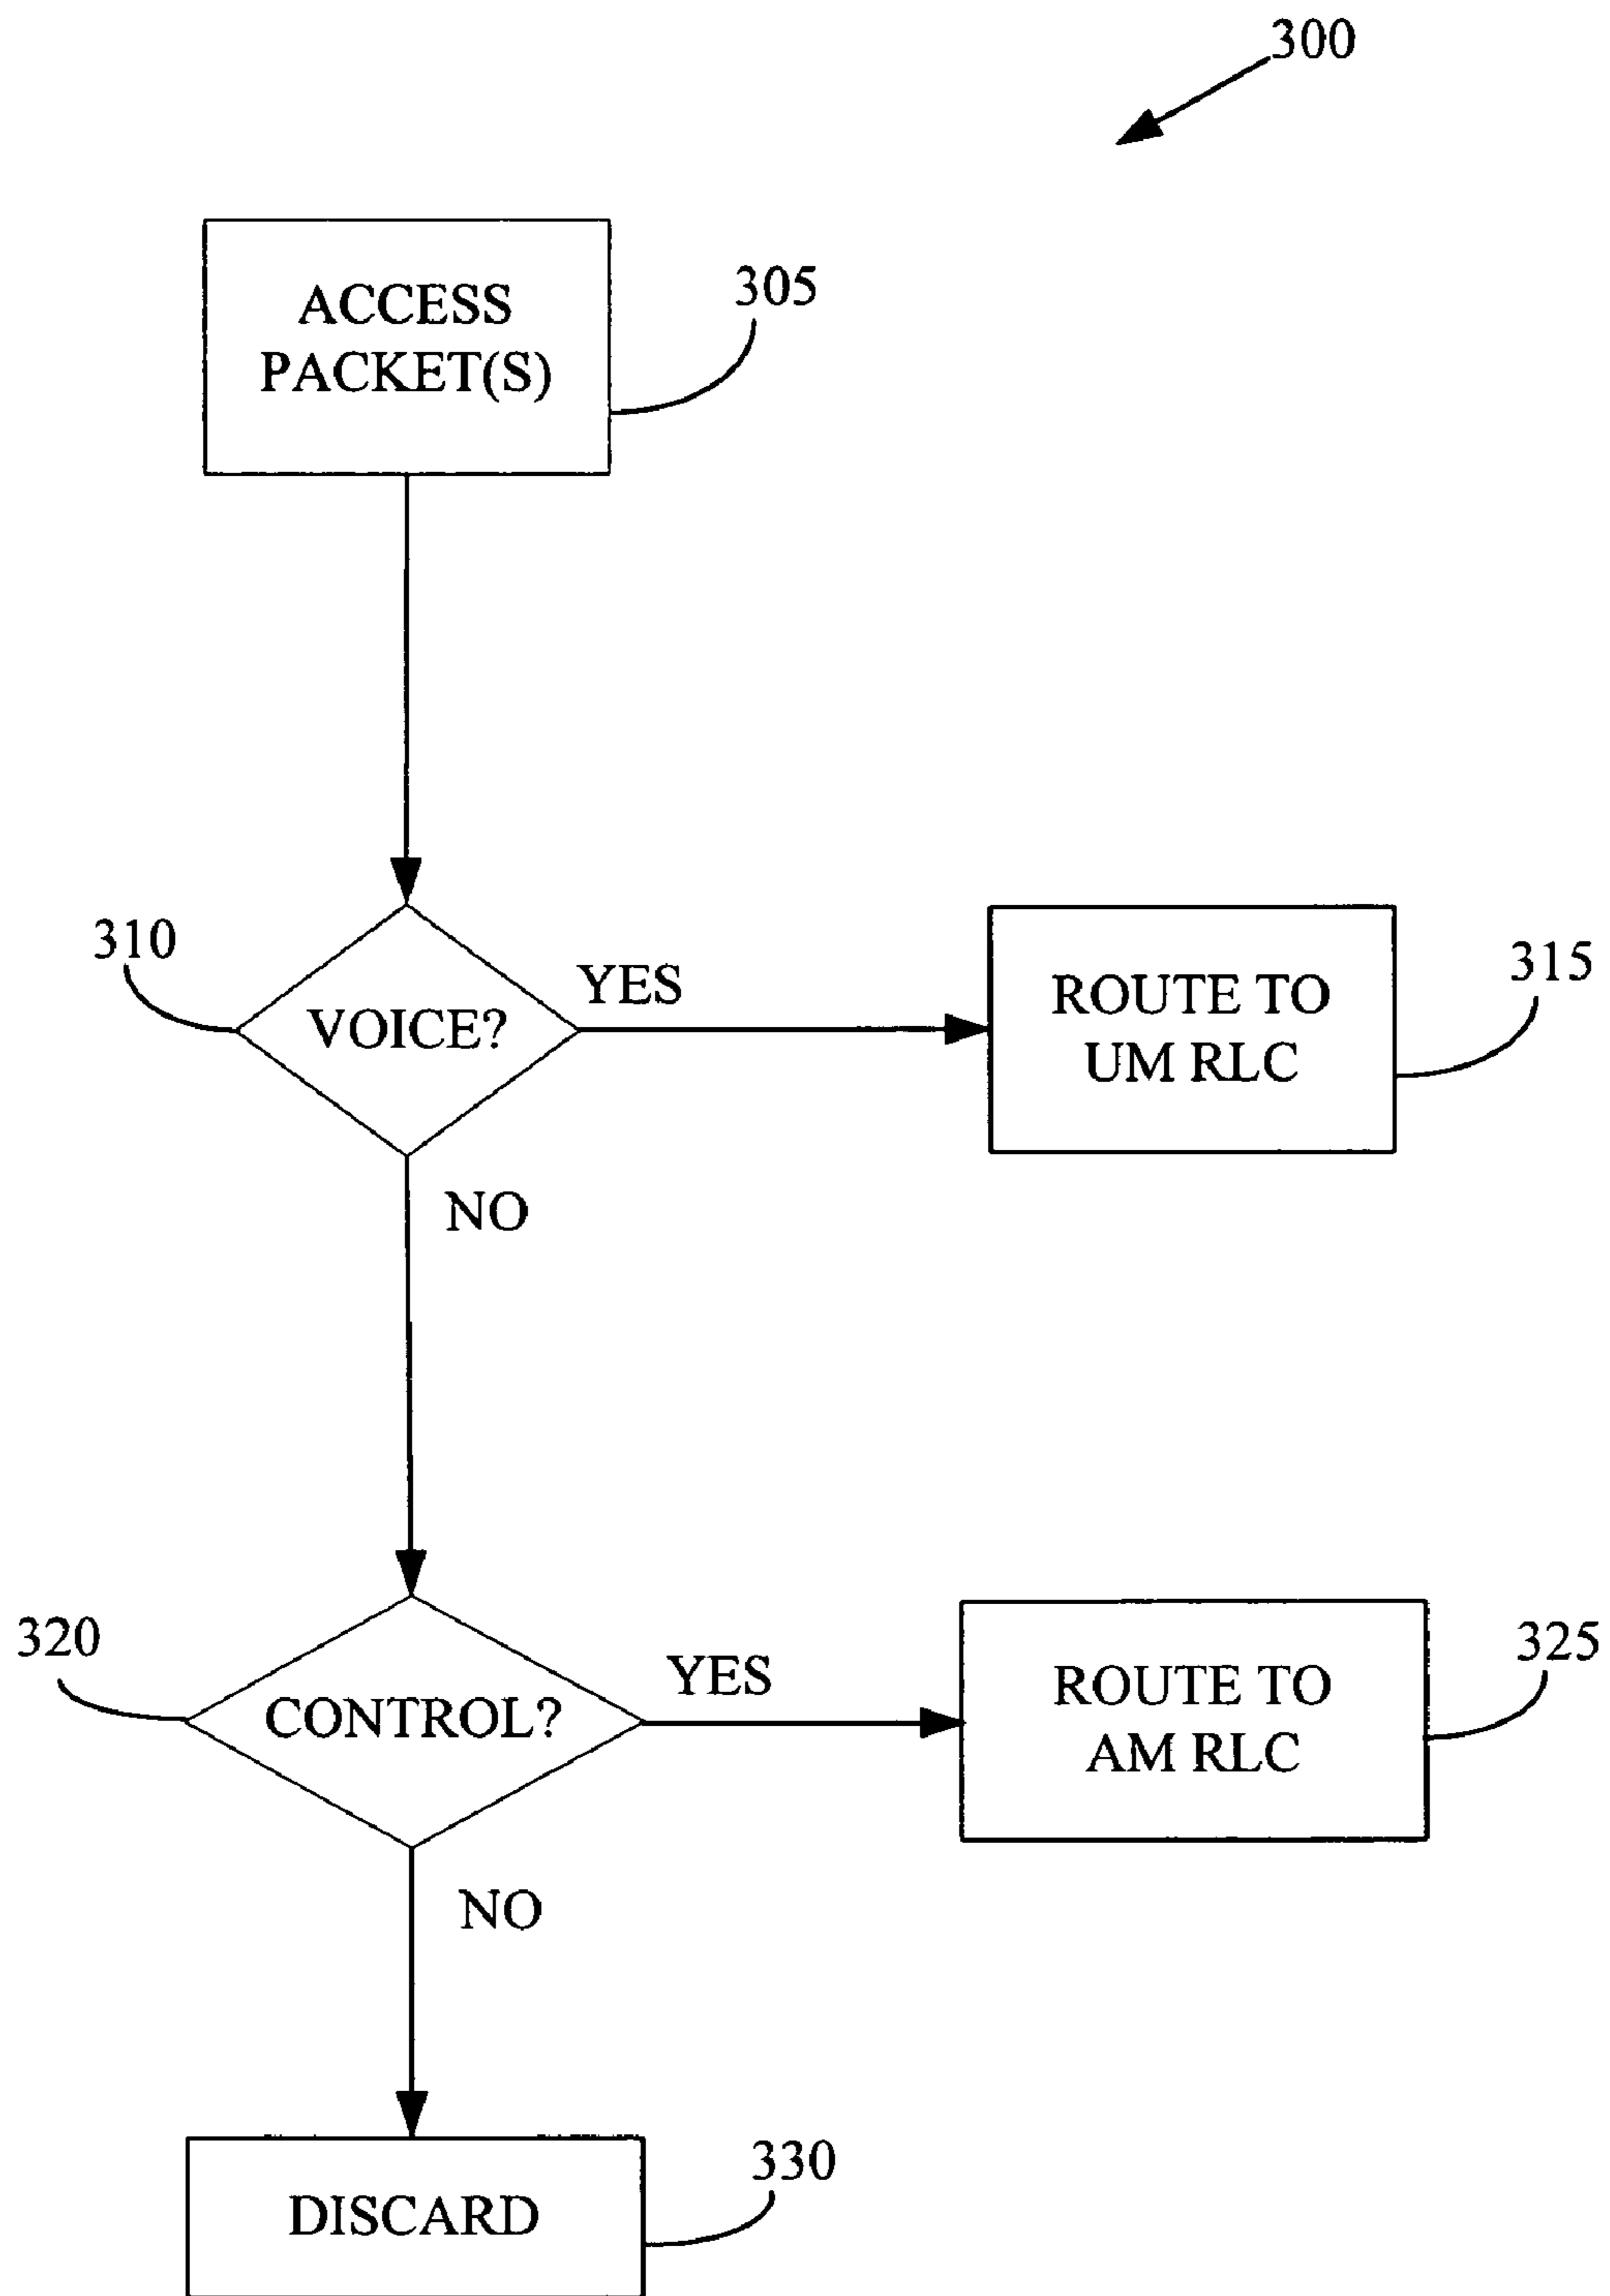 300
ACCESS
PACKET(S)
305
310
VOICE?
YES
ROUTE TO
UM RLC
315
NO
320
CONTROL?
YES
ROUTE TO
AM RLC
325
NO
DISCARD
330